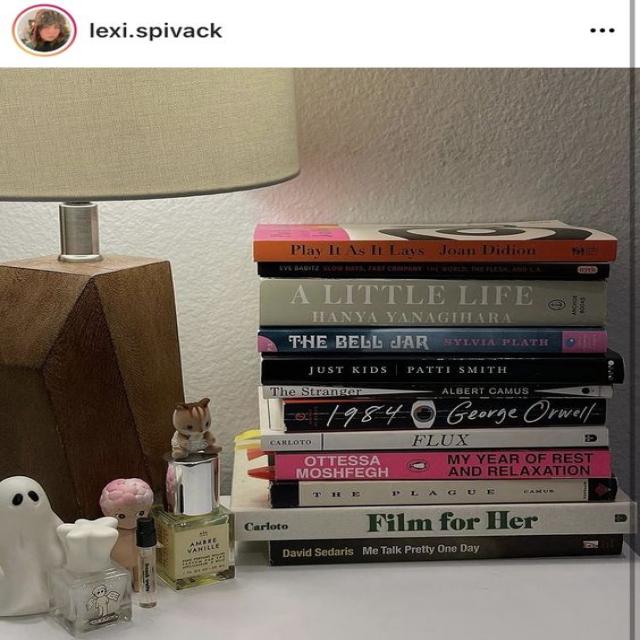 lexi.spivack
Play It As It Lays Joan Didion
EVE BABITZ SLOW DAYS, FAST COMPANY THE WORLD, THE FLESH, AND L.A. nyrb
A LITTLE LIFE
HANYA YANAGIHARA
ANCHOR BOOKS
THE BELL JAR SYLVIA PLATH
JUST KIDS | PATTI SMITH
The Stranger ALBERT CAMUS
1984 George Orwell
CARLOTO FLUX
OTTESSA MOSHFEGH MY YEAR OF REST AND RELAXATION
THE PLAGUE CAMUS
Carloto Film for Her
David Sedaris Me Talk Pretty One Day
AMBRE
VANILLE